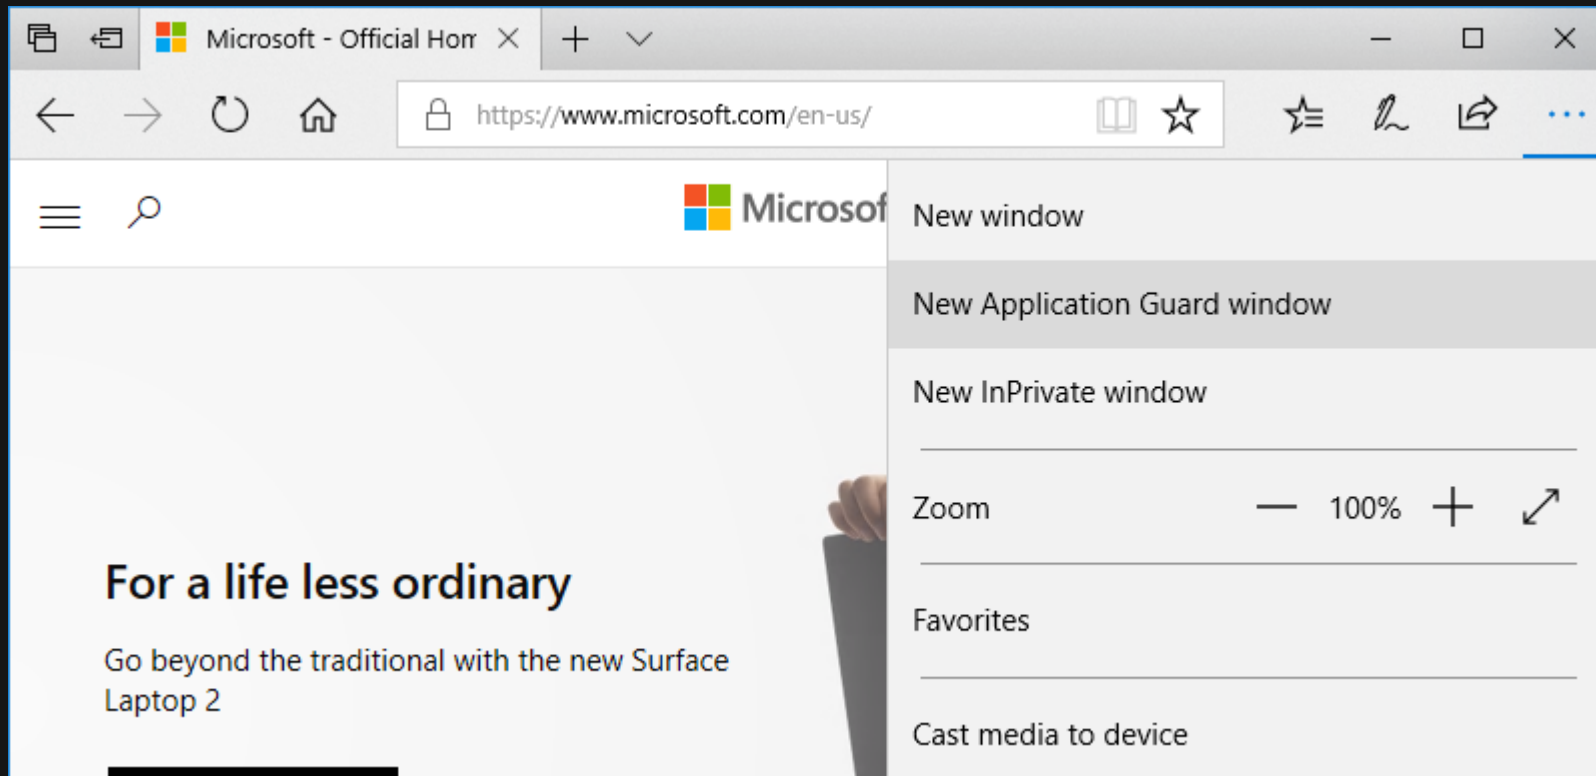 Microsoft - Official Hom
https://www.microsoft.com/en-us/
Microsof
New window
New Application Guard window
New InPrivate window
Zoom 100%
For a life less ordinary
Favorites
Go beyond the traditional with the new Surface
Laptop 2
Cast media to device